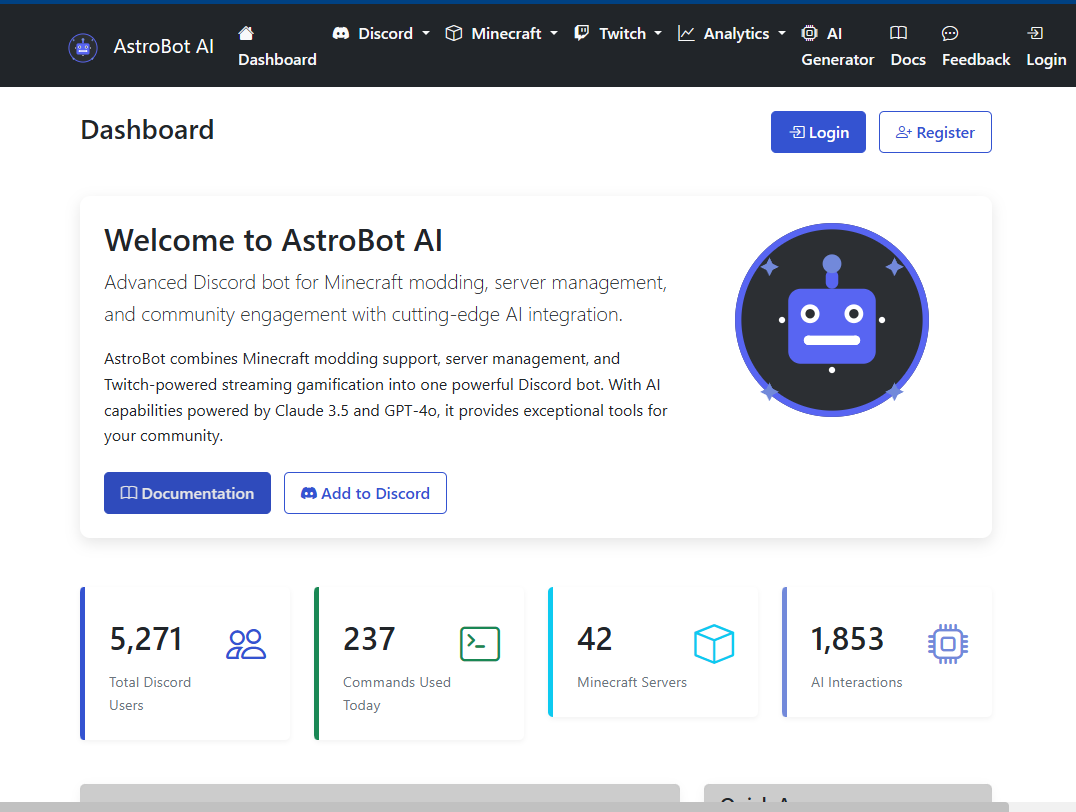 AstroBot AI
Dashboard
Discord
Minecraft
Twitch
Analytics
AI
Generator
Docs
Feedback
Login
Dashboard
Login
Register
Welcome to AstroBot AI
Advanced Discord bot for Minecraft modding, server management,
and community engagement with cutting-edge AI integration.
AstroBot combines Minecraft modding support, server management, and
Twitch-powered streaming gamification into one powerful Discord bot. With AI
capabilities powered by Claude 3.5 and GPT-4o, it provides exceptional tools for
your community.
Documentation
Add to Discord
5,271
Total Discord
Users
237
Commands Used
Today
42
Minecraft Servers
1,853
AI Interactions